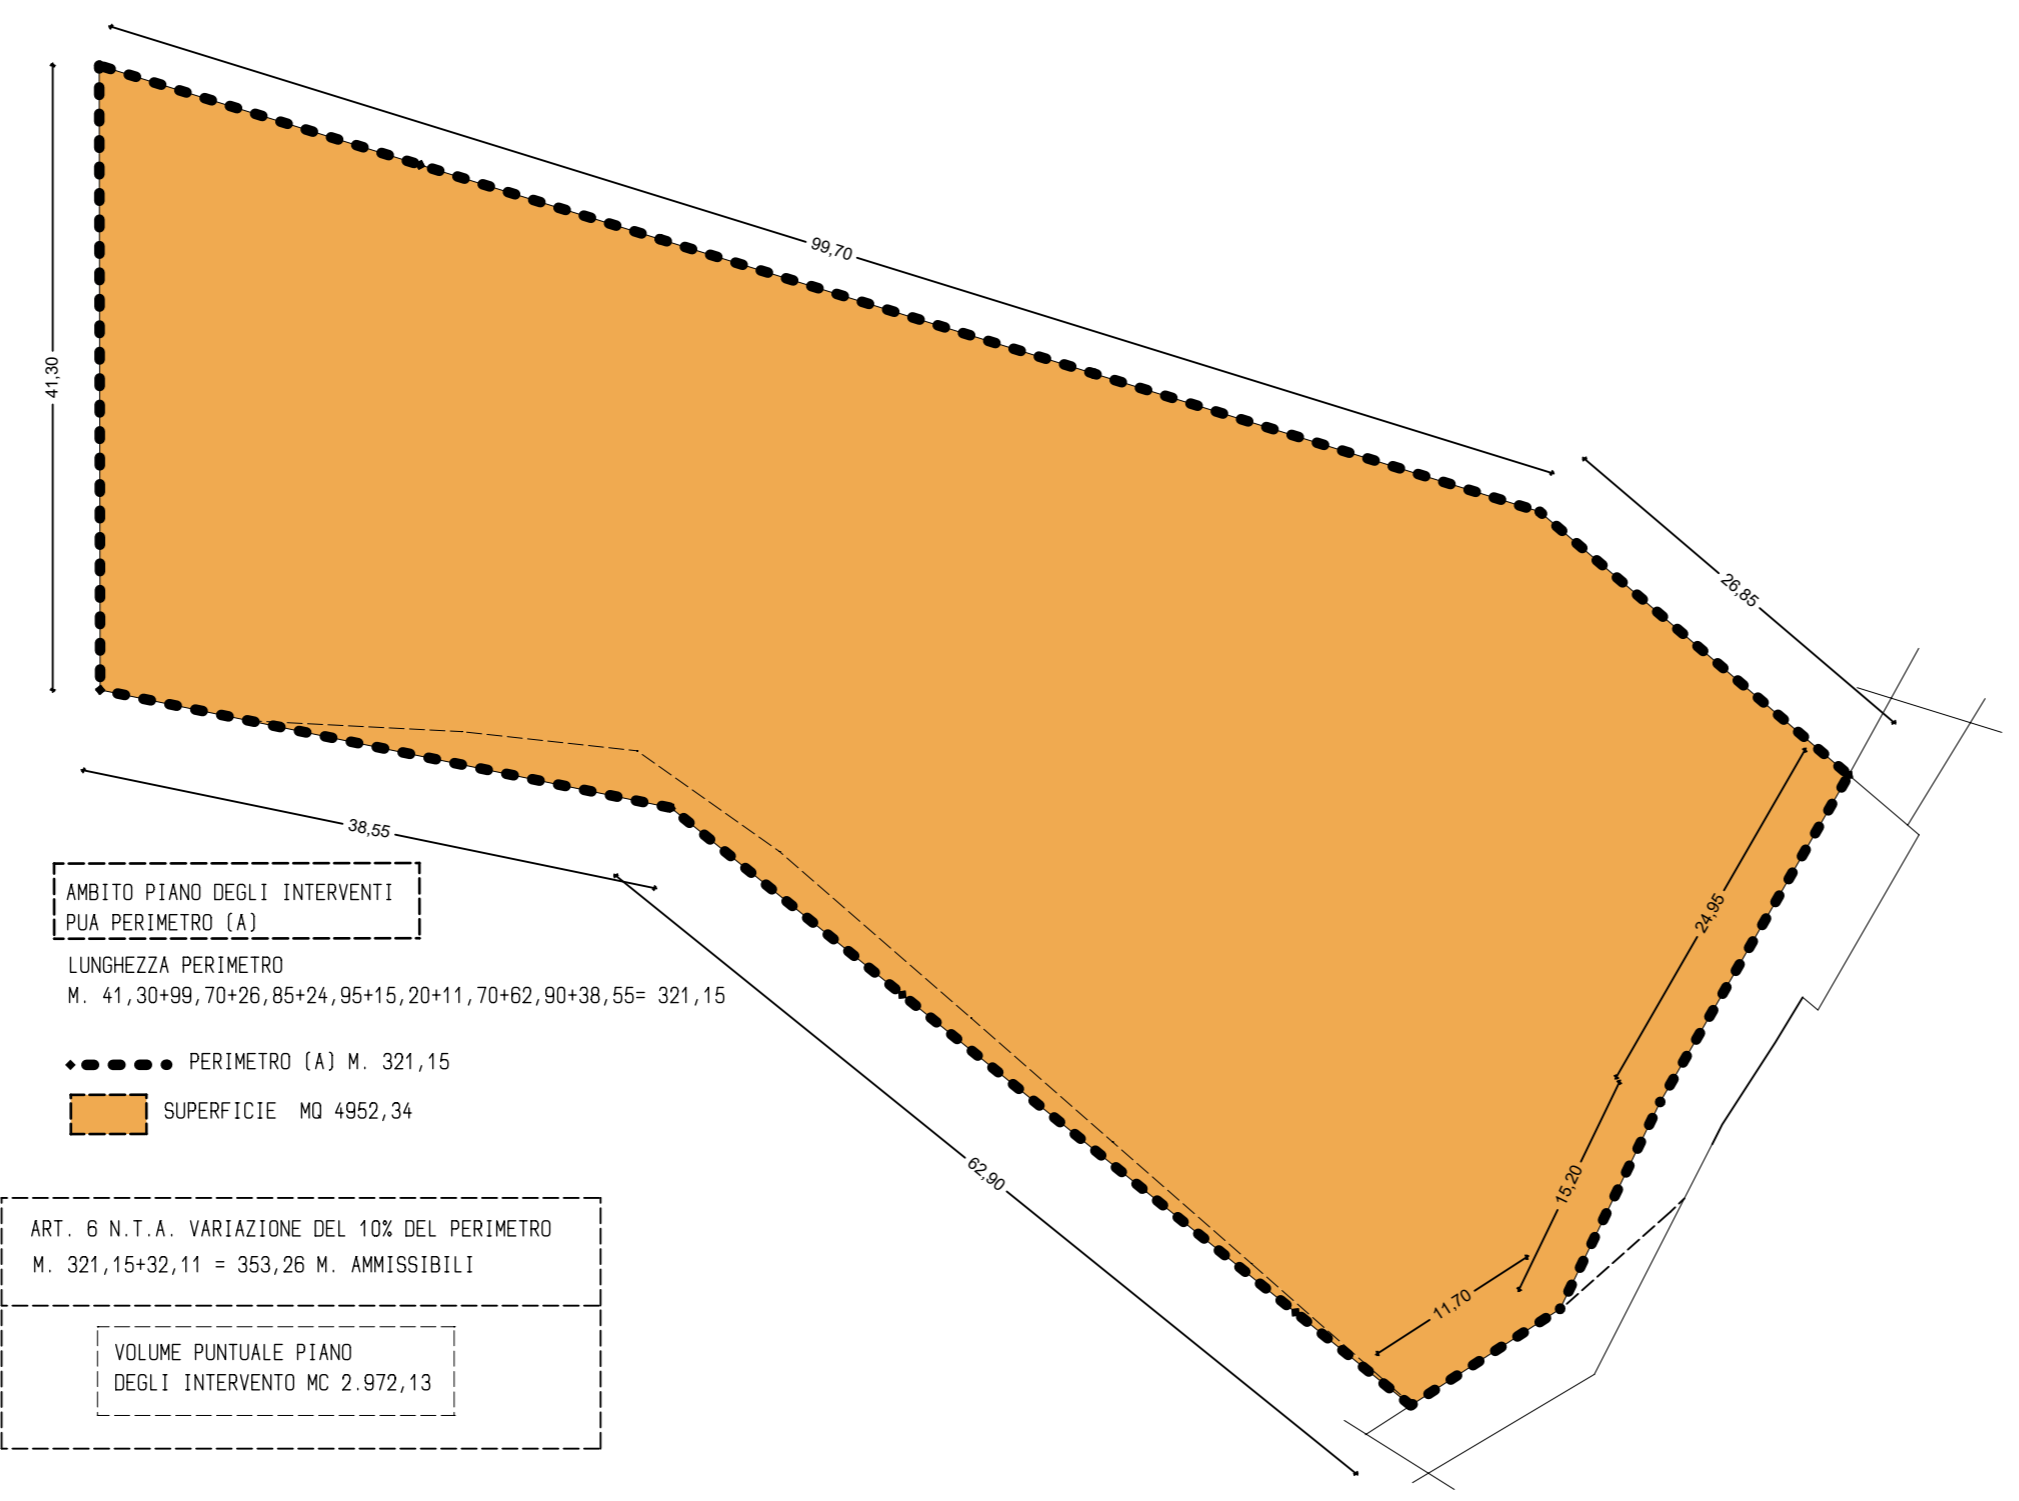 99,70
41,30
26,85
24,95
38,55
AMBITO PIANO DEGLI INTERVENTI
PUA PERIMETRO (A)
LUNGHEZZA PERIMETRO
M. 41,30+99,70+26,85+24,95+15,20+11,70+62,90+38,55= 321,15
PERIMETRO (A) M. 321,15
SUPERFICIE MQ 4952,34
62,90
15,20
11,70
ART. 6 N.T.A. VARIAZIONE DEL 10% DEL PERIMETRO
M. 321,15+32,11 = 353,26 M. AMMISSIBILI
VOLUME PUNTUALE PIANO
DEGLI INTERVENTO MC 2.972,13